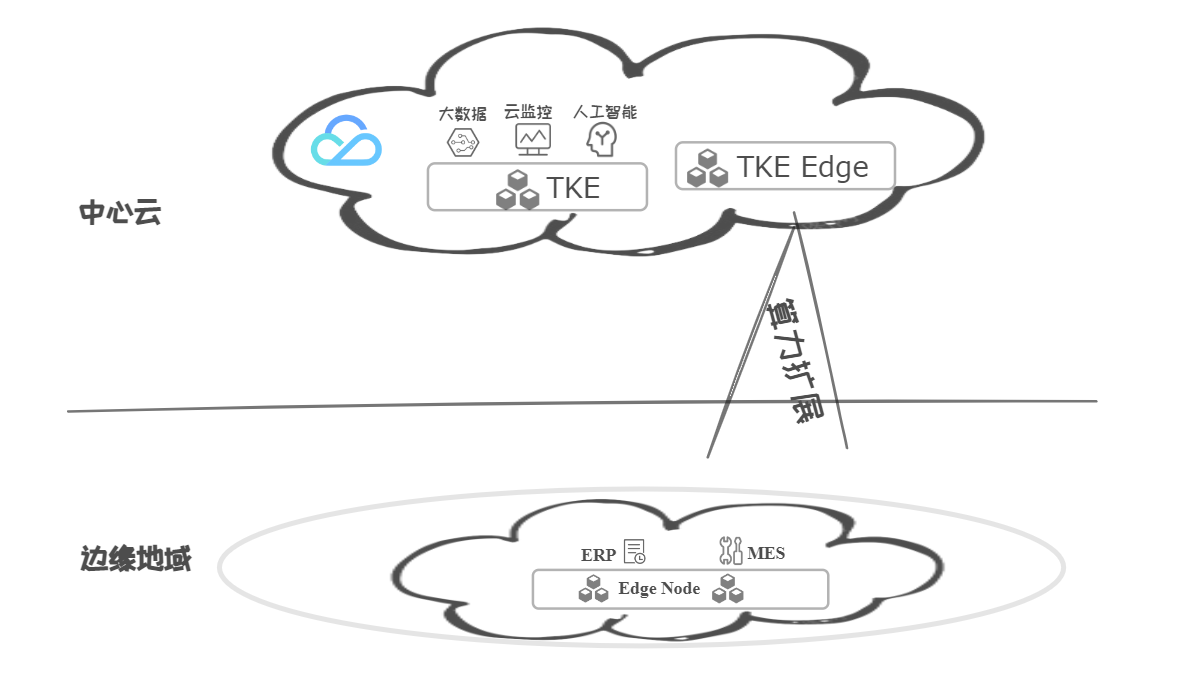 大数据 云监控 人工智能
TKE
TKE Edge
中心云
算力扩展
边缘地域
ERP
MES
Edge Node